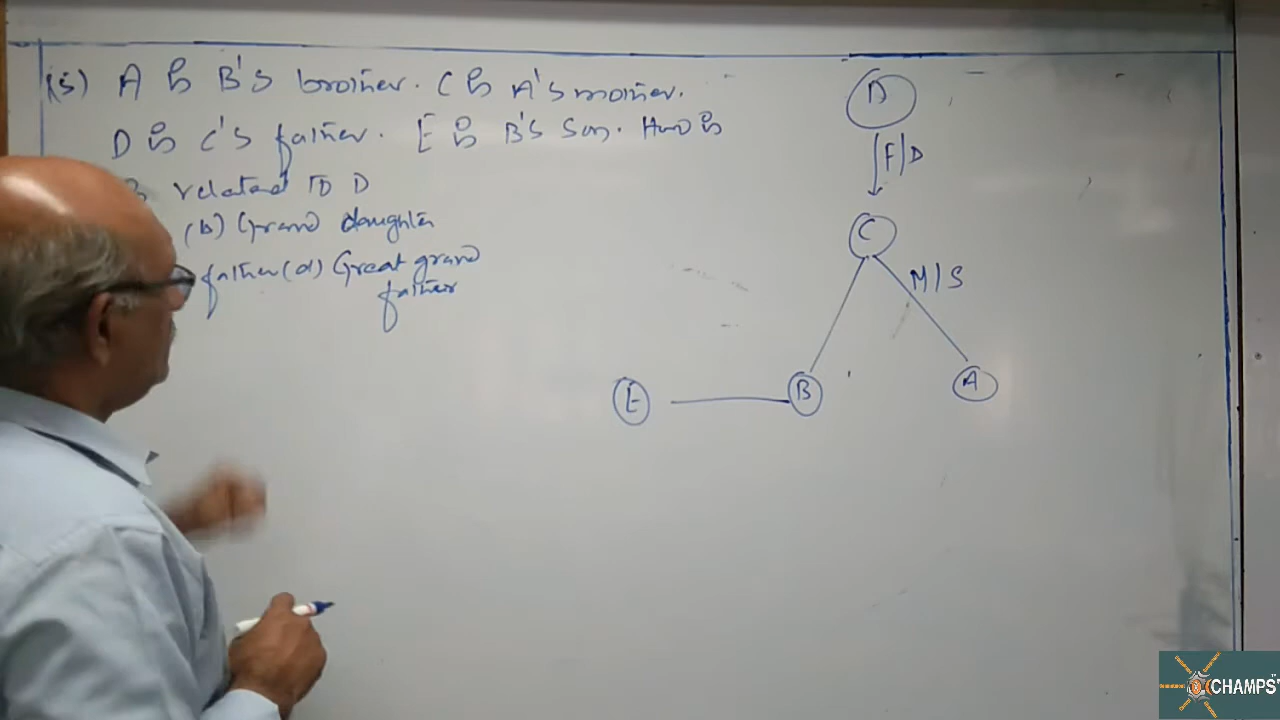 (5) A is B's brother. C is A's mother.
D is C's father. E is B's Son. How is
related to D
(b) Grand daughter
father (d) Great grand
father
D
F/D
C
M/S
E
B
A
CHAMPS